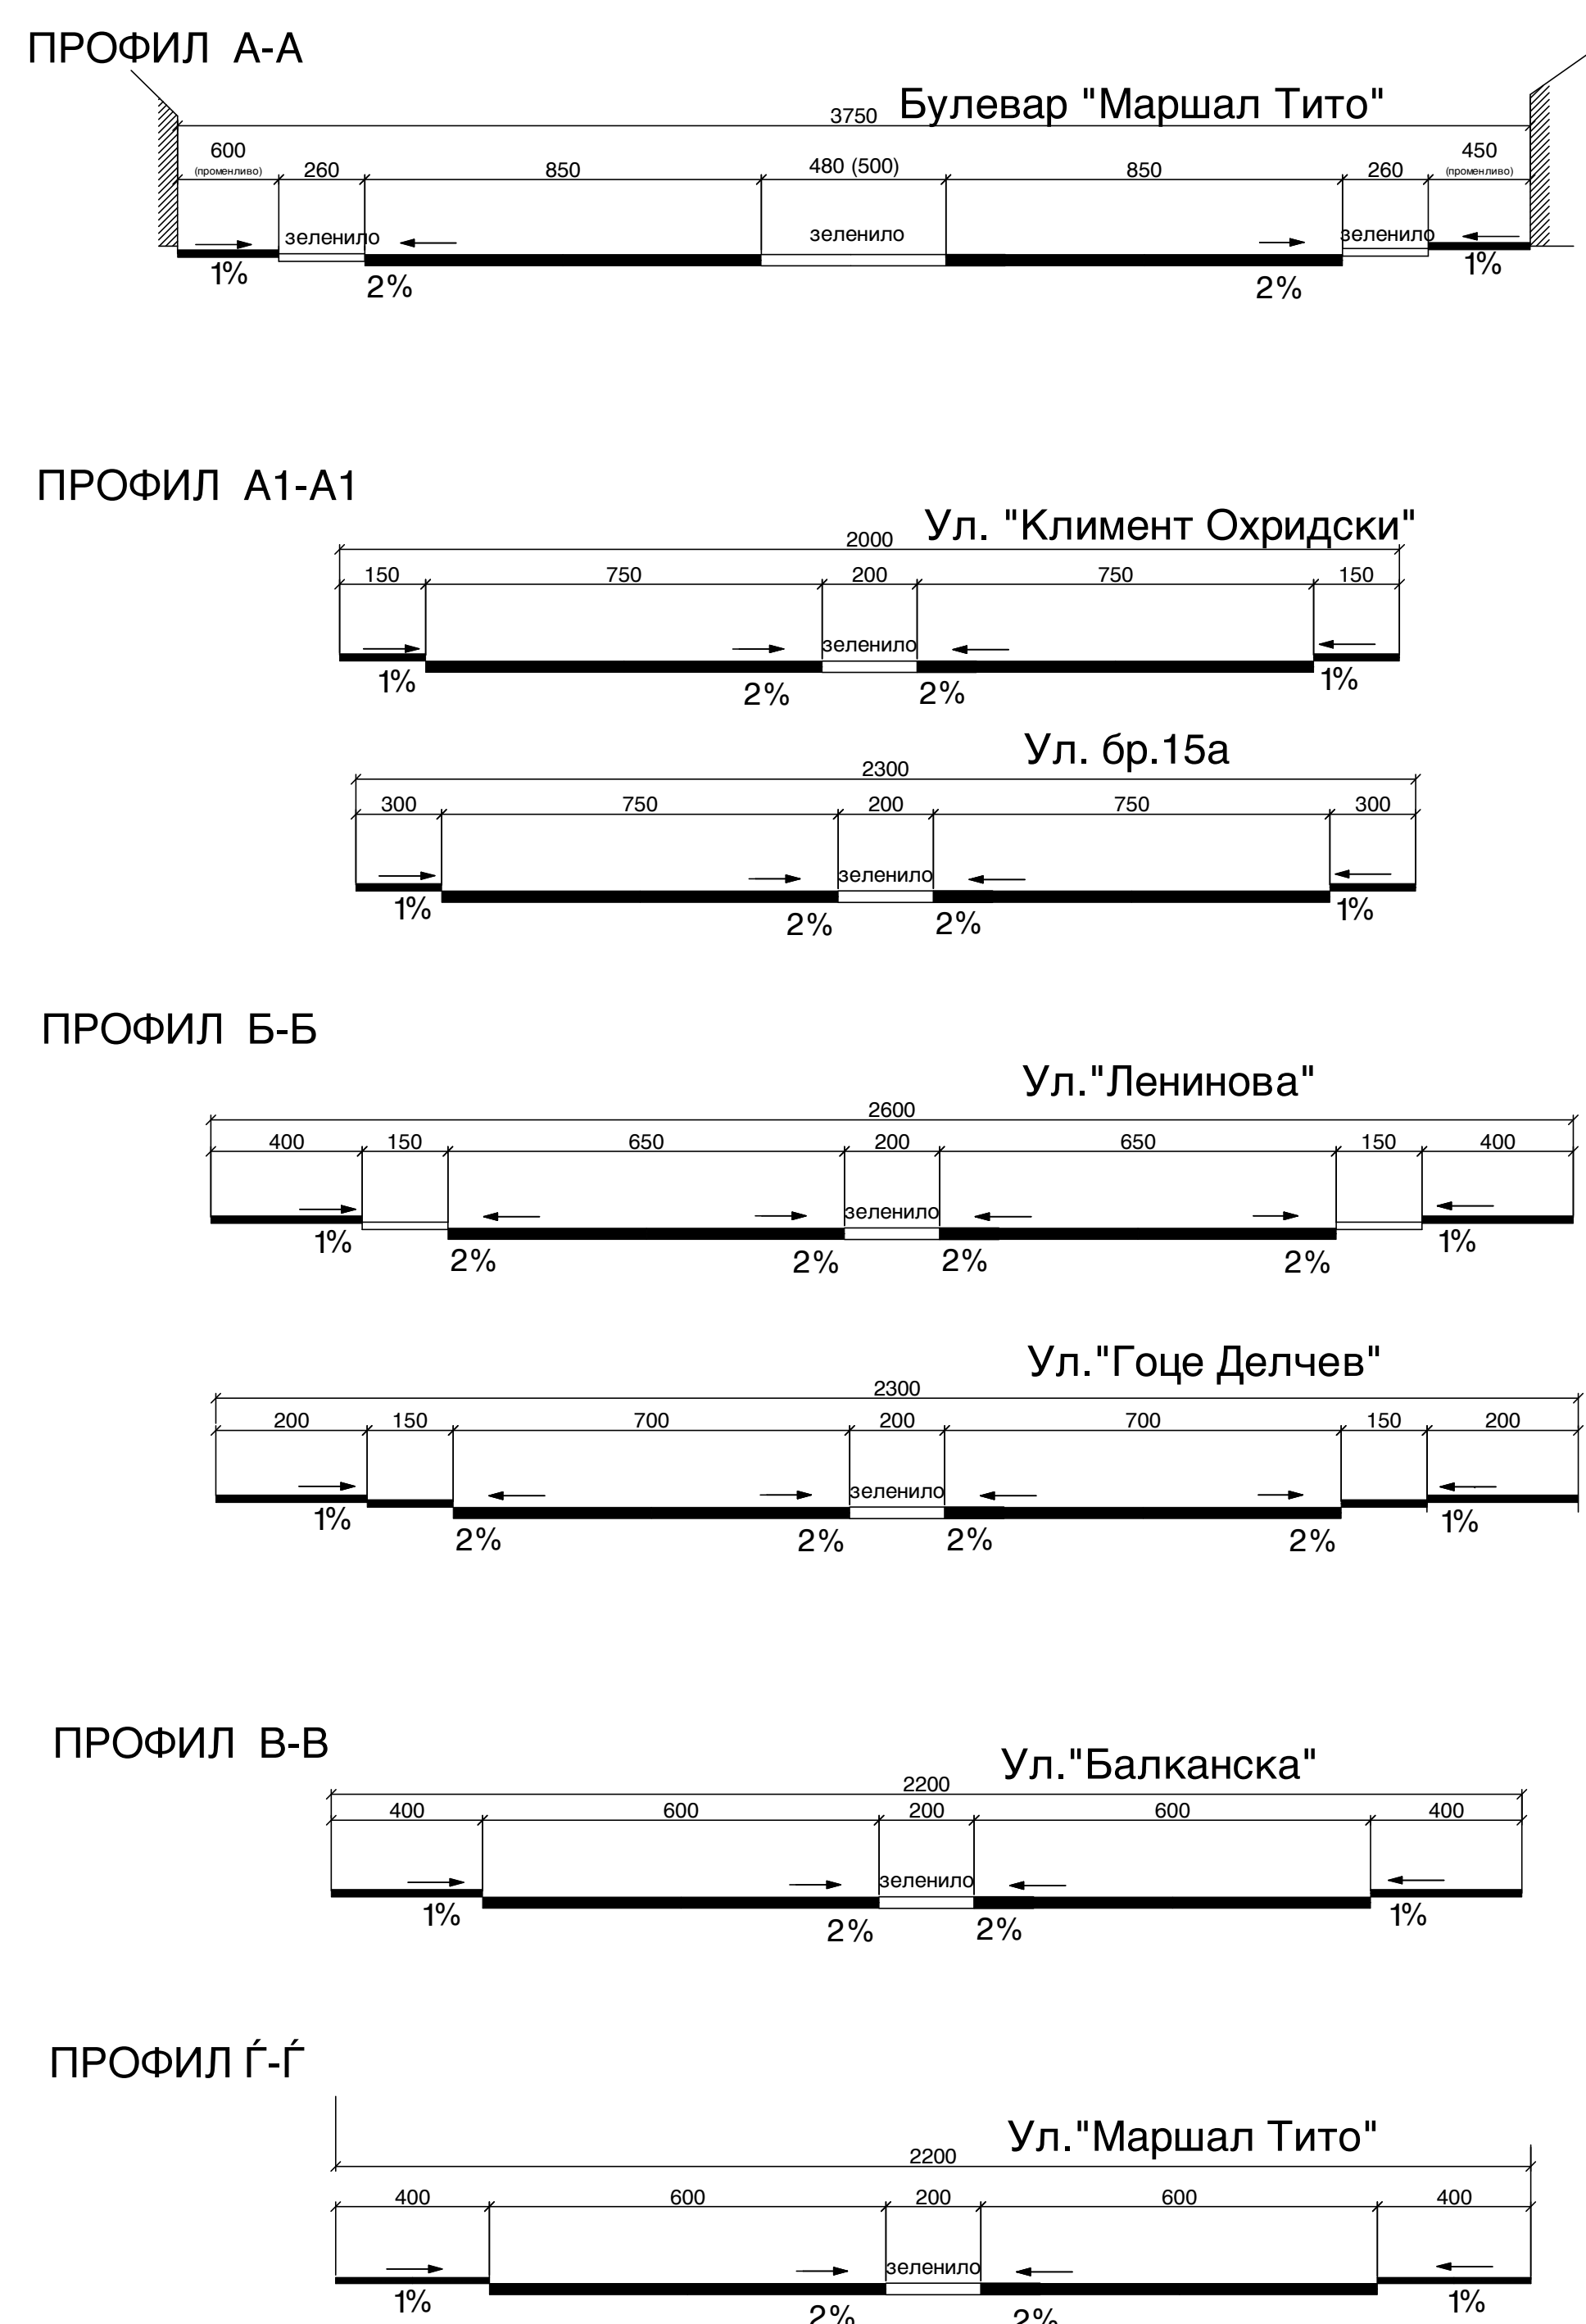 ПРОФИЛ А-А
Булевар "Маршал Тито"
3750
600 260 850 480 (500) 850 260 450
(променливо) (променливо)
зеленило зеленило зеленило
1% 2% 2% 1%
ПРОФИЛ А1-А1
Ул. "Климент Охридски"
2000
150 750 200 750 150
зеленило
1% 2% 2% 1%
Ул. бр.15а
2300
300 750 200 750 300
зеленило
1% 2% 2% 1%
ПРОФИЛ Б-Б
Ул."Ленинова"
2600
400 150 650 200 650 150 400
зеленило
1% 2% 2% 2% 2% 1%
Ул."Гоце Делчев"
2300
200 150 700 200 700 150 200
зеленило
1% 2% 2% 2% 2% 1%
ПРОФИЛ В-В
Ул."Балканска"
2200
400 600 200 600 400
зеленило
1% 2% 2% 1%
ПРОФИЛ Ѓ-Ѓ
Ул."Маршал Тито"
2200
400 600 200 600 400
зеленило
1% 2% 2% 1%